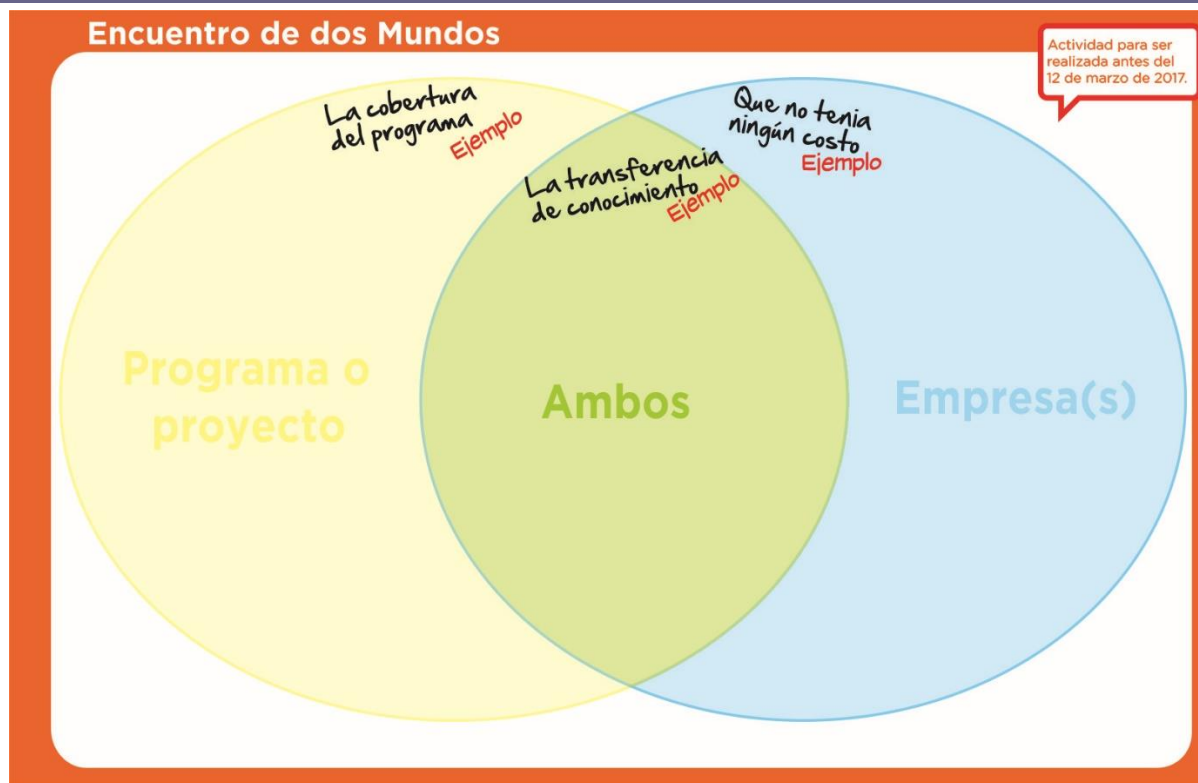 Encuentro de dos Mundos
Actividad para ser
realizada antes del
12 de marzo de 2017.
La cobertura
del programa
Ejemplo
La transferencia
de conocimiento
Ejemplo
Que no tenia
ningún costo
Ejemplo
Programa o
proyecto
Ambos
Empresa(s)